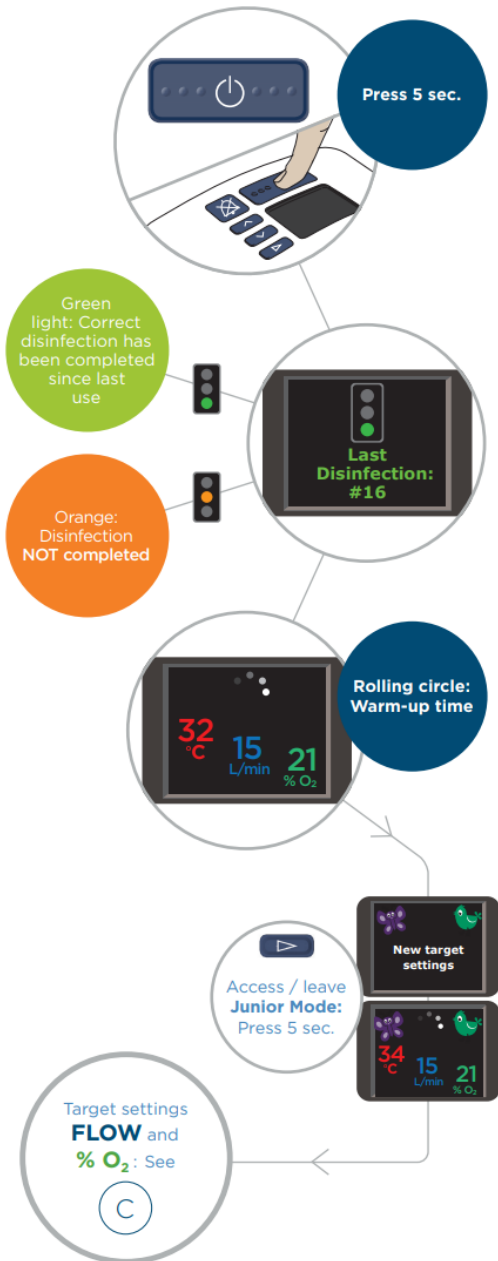 Press 5 sec.
Green
light: Correct
disinfection has
been completed
since last
use
Last
Disinfection:
#16
Orange:
Disinfection
NOT completed
Rolling circle:
Warm-up time
32
°C
15
L/min
21
% O₂
New target
settings
Access / leave
Junior Mode:
Press 5 sec.
34
°C
15
L/min
21
% O₂
Target settings
FLOW and
% O₂ : See
C